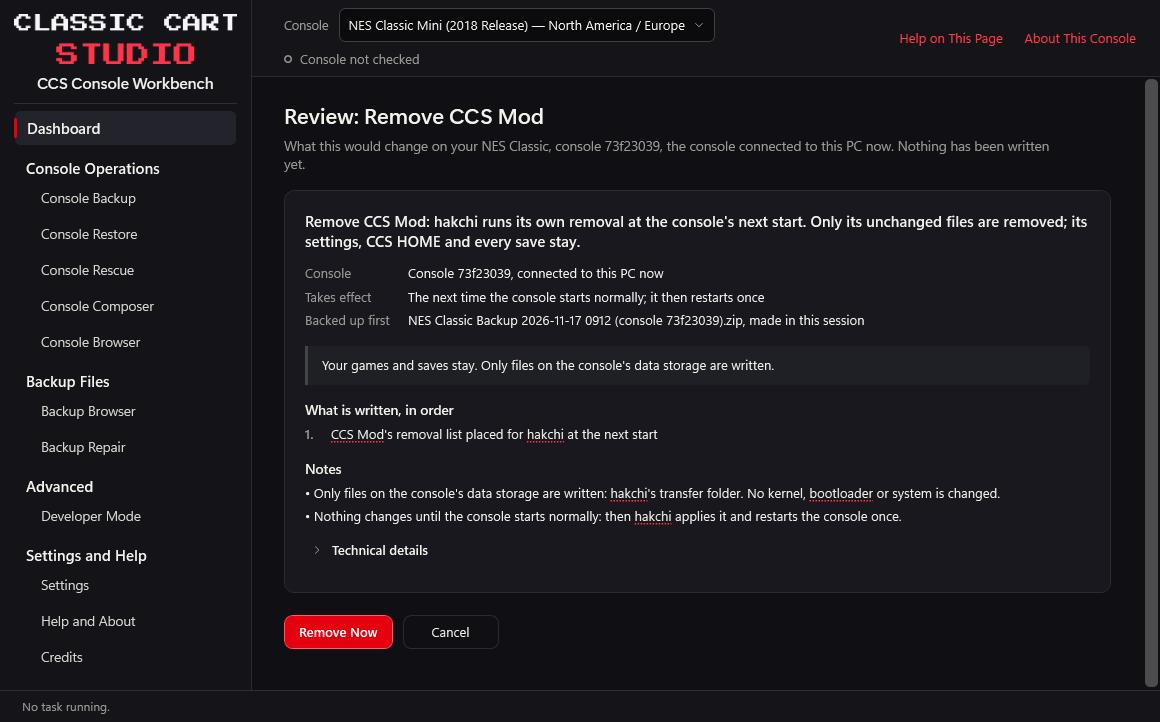 CLASSIC CART
STUDIO
CCS Console Workbench
Dashboard
Console Operations
Console Backup
Console Restore
Console Rescue
Console Composer
Console Browser
Backup Files
Backup Browser
Backup Repair
Advanced
Developer Mode
Settings and Help
Settings
Help and About
Credits
Console
NES Classic Mini (2018 Release) — North America / Europe
Console not checked
Help on This Page
About This Console
Review: Remove CCS Mod
What this would change on your NES Classic, console 73f23039, the console connected to this PC now. Nothing has been written
yet.
Remove CCS Mod: hakchi runs its own removal at the console's next start. Only its unchanged files are removed; its
settings, CCS HOME and every save stay.
Console Console 73f23039, connected to this PC now
Takes effect The next time the console starts normally; it then restarts once
Backed up first NES Classic Backup 2026-11-17 0912 (console 73f23039).zip, made in this session
Your games and saves stay. Only files on the console's data storage are written.
What is written, in order
1. CCS Mod's removal list placed for hakchi at the next start
Notes
• Only files on the console's data storage are written: hakchi's transfer folder. No kernel, bootloader or system is changed.
• Nothing changes until the console starts normally: then hakchi applies it and restarts the console once.
Technical details
Remove Now
Cancel
No task running.